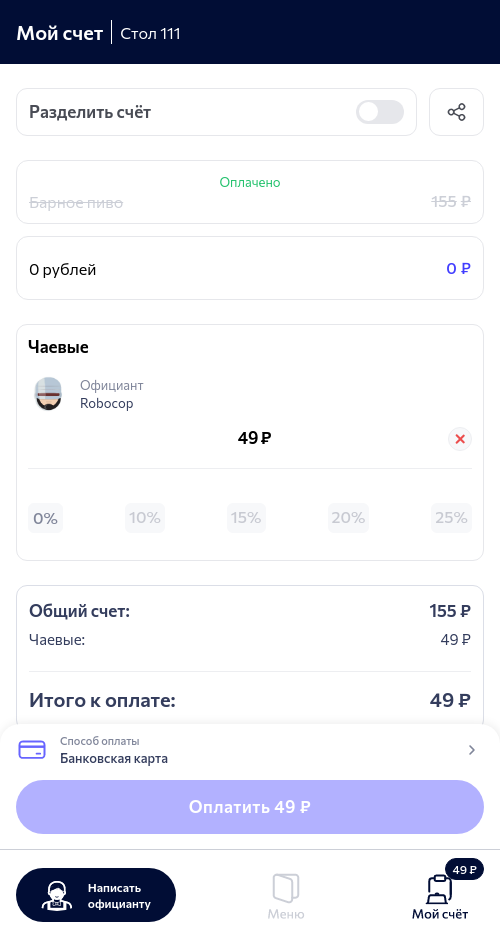 Мой счет Стол 111
Разделить счёт
Оплачено
Барное пиво 155 ₽
0 рублей 0 ₽
Чаевые
Официант
Robocop
49 ₽
0% 10% 15% 20% 25%
Общий счет: 155 ₽
Чаевые: 49 ₽
Итого к оплате: 49 ₽
Способ оплаты
Банковская карта
Оплатить 49 ₽
Написать
официанту
Меню
49 ₽
Мой счёт